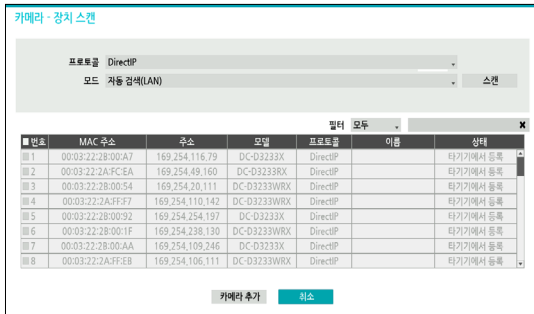 카메라 - 장치 스캔
프로토콜 DirectIP
모드 자동 검색(LAN) 스캔
필터 모두
번호 MAC 주소 주소 모델 프로토콜 이름 상태
1 00:03:22:2B:00:A7 169,254,116,79 DC-D3233X DirectIP 타기기에서 등록
2 00:03:22:2A:FC:EA 169,254,49,160 DC-D3233RX DirectIP 타기기에서 등록
3 00:03:22:2B:00:54 169,254,20,111 DC-D3233WRX DirectIP 타기기에서 등록
4 00:03:22:2A:FF:F7 169,254,110,142 DC-D3233WRX DirectIP 타기기에서 등록
5 00:03:22:2B:00:92 169,254,254,197 DC-D3233X DirectIP 타기기에서 등록
6 00:03:22:2B:00:1F 169,254,238,130 DC-D3233WRX DirectIP 타기기에서 등록
7 00:03:22:2B:00:AA 169,254,109,246 DC-D3233X DirectIP 타기기에서 등록
8 00:03:22:2A:FF:EB 169,254,106,111 DC-D3233WRX DirectIP 타기기에서 등록
카메라 추가 취소